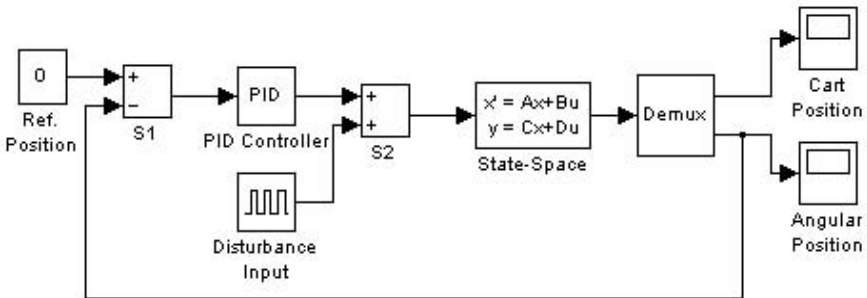 0
Ref.
Position
+
−
S1
PID
PID Controller
+
+
S2
Disturbance
Input
x' = Ax+Bu
y = Cx+Du
State-Space
Demux
Cart
Position
Angular
Position